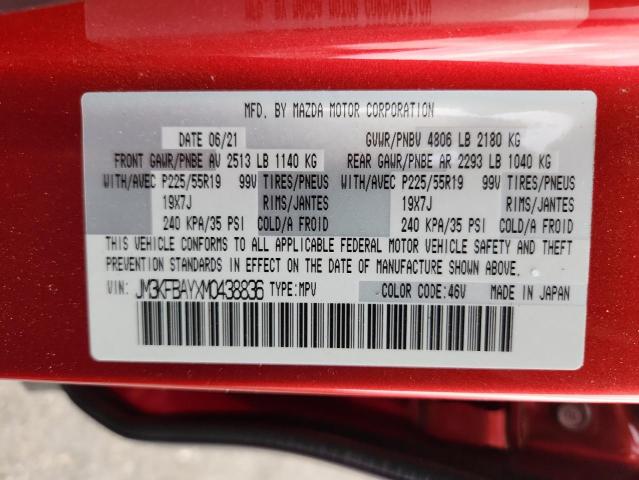 MFD. BY MAZDA MOTOR CORPORATION
DATE 06/21 GVWR/PNBV 4806 LB 2180 KG
FRONT GAWR/PNBE AV 2513 LB 1140 KG REAR GAWR/PNBE AR 2293 LB 1040 KG
WITH/AVEC P225/55R19 99V TIRES/PNEUS WITH/AVEC P225/55R19 99V TIRES/PNEUS
19X7J RIMS/JANTES 19X7J RIMS/JANTES
240 KPA/35 PSI COLD/A FROID 240 KPA/35 PSI COLD/A FROID
THIS VEHICLE CONFORMS TO ALL APPLICABLE FEDERAL MOTOR VEHICLE SAFETY AND THEFT
PREVENTION STANDARDS IN EFFECT ON THE DATE OF MANUFACTURE SHOWN ABOVE.
VIN: JM3KFBAYXM0438836 TYPE:MPV COLOR CODE:46V MADE IN JAPAN